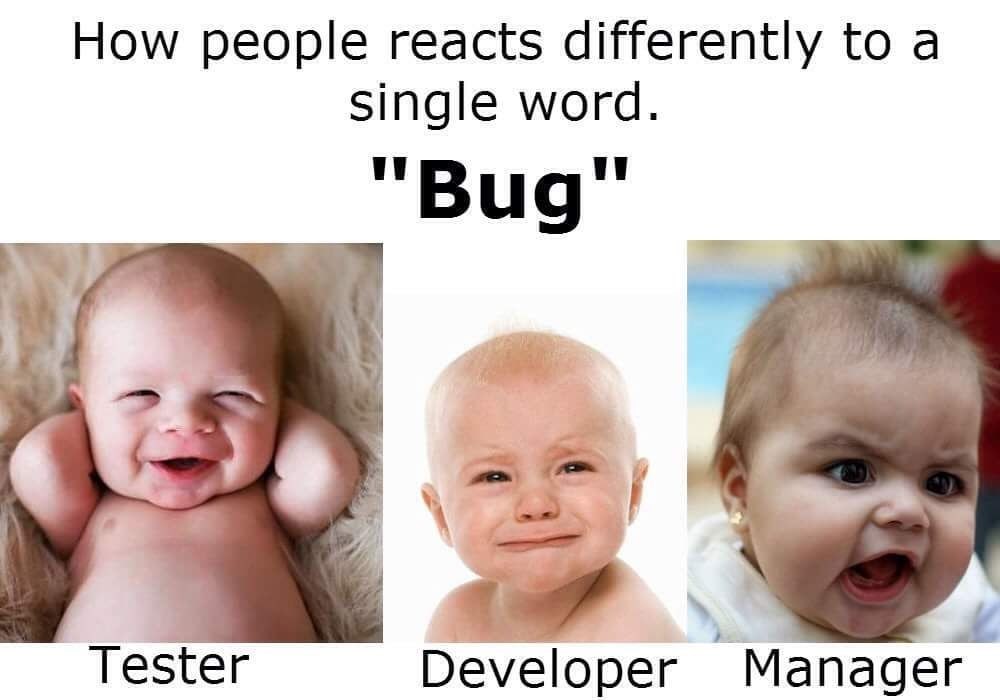 How people reacts differently to a
single word.
"Bug"
Tester
Developer
Manager